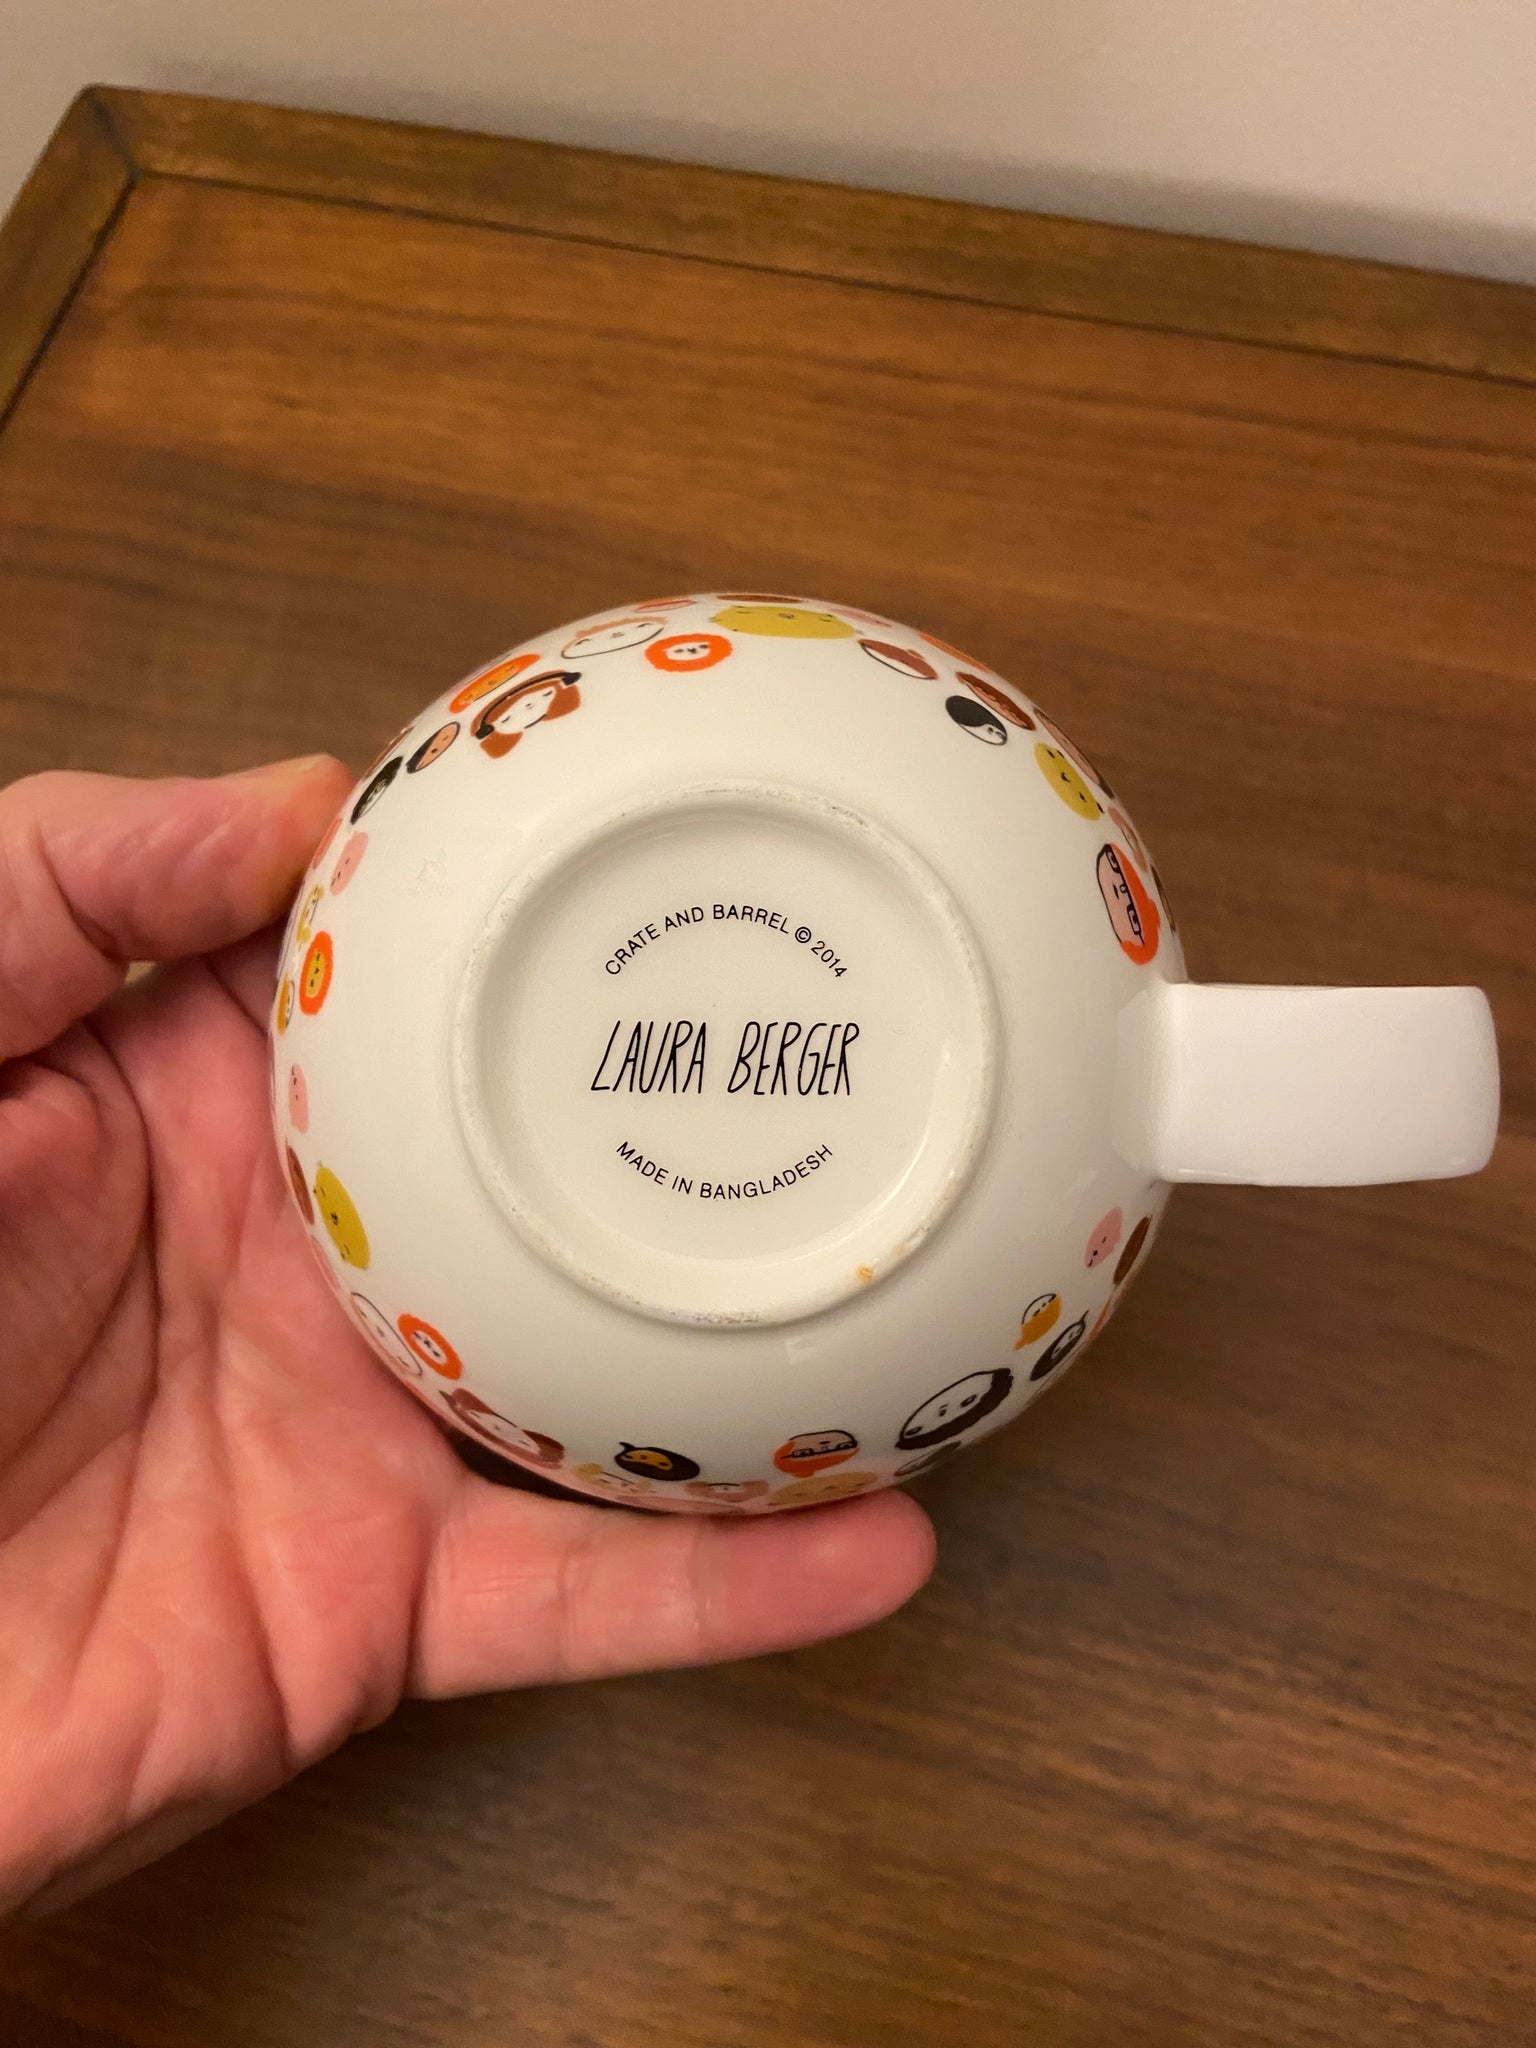 CRATE AND BARREL © 2014
LAURA BERGER
MADE IN BANGLADESH